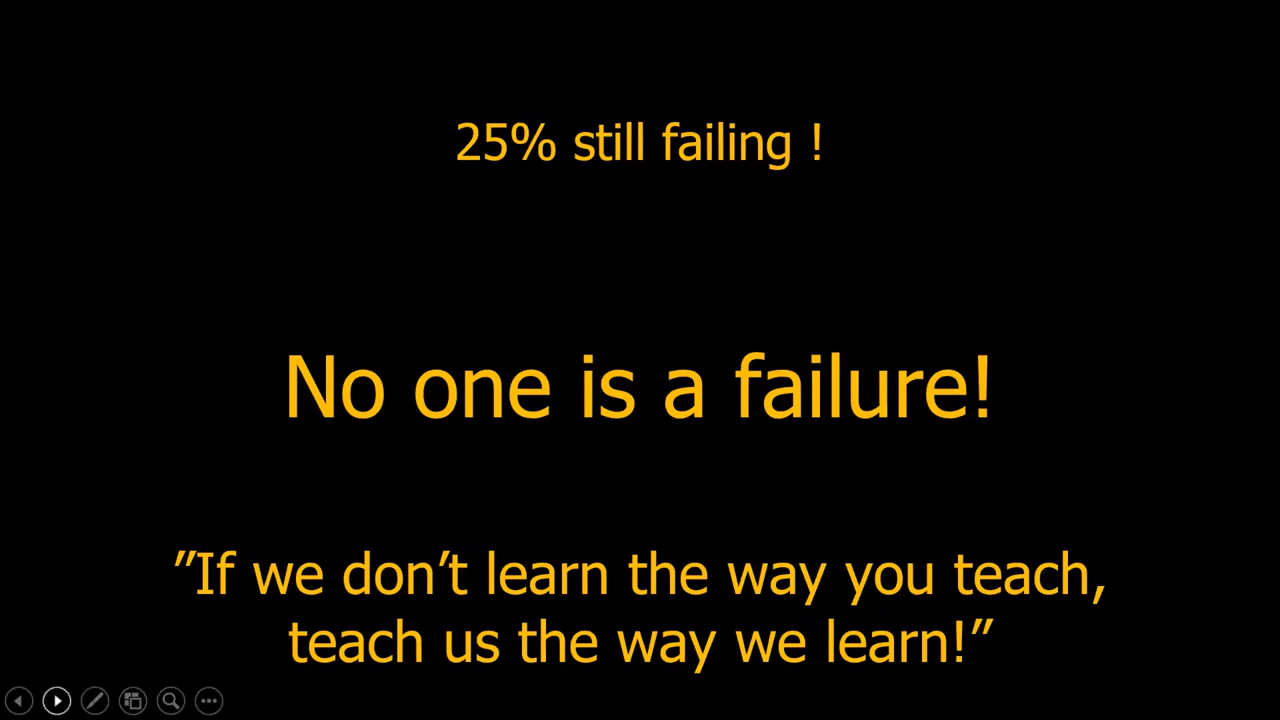 25% still failing !
No one is a failure!
”If we don’t learn the way you teach,
teach us the way we learn!”